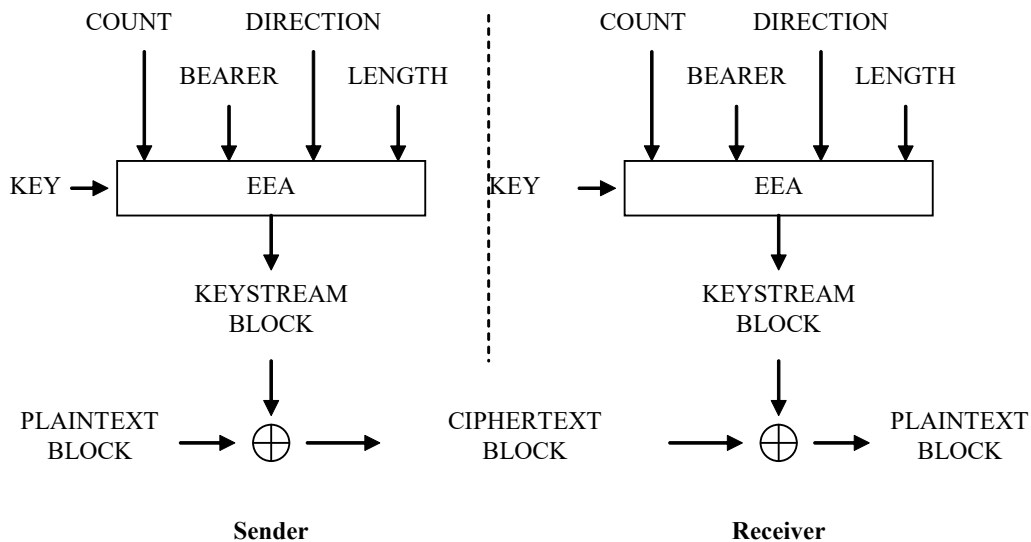 COUNT DIRECTION
BEARER LENGTH
KEY EEA
KEYSTREAM
BLOCK
PLAINTEXT
BLOCK
CIPHERTEXT
BLOCK
Sender
COUNT DIRECTION
BEARER LENGTH
KEY EEA
KEYSTREAM
BLOCK
PLAINTEXT
BLOCK
Receiver